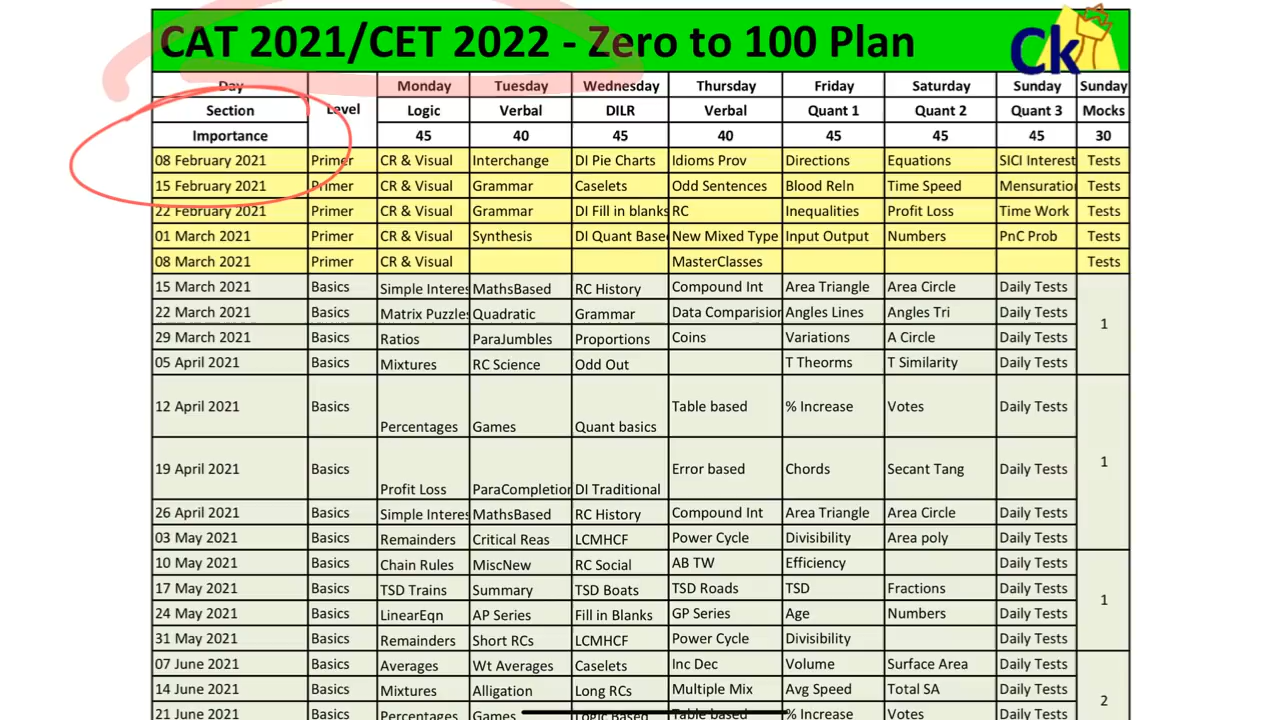 CAT 2021/CET 2022 - Zero to 100 Plan Ck
Day Monday Tuesday Wednesday Thursday Friday Saturday Sunday Sunday
Section Level Logic Verbal DILR Verbal Quant 1 Quant 2 Quant 3 Mocks
Importance 45 40 45 40 45 45 45 30
08 February 2021 Primer CR & Visual Interchange DI Pie Charts Idioms Prov Directions Equations SICI Interest Tests
15 February 2021 Primer CR & Visual Grammar Caselets Odd Sentences Blood Reln Time Speed Mensuratior Tests
22 February 2021 Primer CR & Visual Grammar DI Fill in blanks RC Inequalities Profit Loss Time Work Tests
01 March 2021 Primer CR & Visual Synthesis DI Quant Base New Mixed Type Input Output Numbers PnC Prob Tests
08 March 2021 Primer CR & Visual MasterClasses Tests
15 March 2021 Basics Simple Interes MathsBased RC History Compound Int Area Triangle Area Circle Daily Tests
22 March 2021 Basics Matrix Puzzles Quadratic Grammar Data Comparision Angles Lines Angles Tri Daily Tests 1
29 March 2021 Basics Ratios ParaJumbles Proportions Coins Variations A Circle Daily Tests
05 April 2021 Basics Mixtures RC Science Odd Out T Theorms T Similarity Daily Tests
12 April 2021 Basics Percentages Games Quant basics Table based % Increase Votes Daily Tests
19 April 2021 Basics Profit Loss ParaCompletion DI Traditional Error based Chords Secant Tang Daily Tests 1
26 April 2021 Basics Simple Interes MathsBased RC History Compound Int Area Triangle Area Circle Daily Tests
03 May 2021 Basics Remainders Critical Reas LCMHCF Power Cycle Divisibility Area poly Daily Tests
10 May 2021 Basics Chain Rules MiscNew RC Social AB TW Efficiency Daily Tests
17 May 2021 Basics TSD Trains Summary TSD Boats TSD Roads TSD Fractions Daily Tests 1
24 May 2021 Basics LinearEqn AP Series Fill in Blanks GP Series Age Numbers Daily Tests
31 May 2021 Basics Remainders Short RCs LCMHCF Power Cycle Divisibility Daily Tests
07 June 2021 Basics Averages Wt Averages Caselets Inc Dec Volume Surface Area Daily Tests
14 June 2021 Basics Mixtures Alligation Long RCs Multiple Mix Avg Speed Total SA Daily Tests 2
21 June 2021 Basics Percentages Games Logic Based Table based % Increase Votes Daily Tests